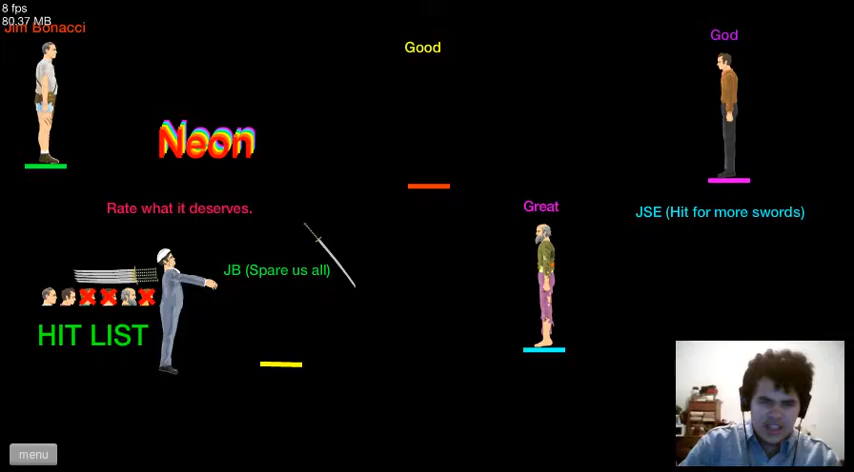 8 fps
80.37 MB
Jim Bonacci
Good
God
Neon
Rate what it deserves.
Great
JSE (Hit for more swords)
JB (Spare us all)
HIT LIST
menu